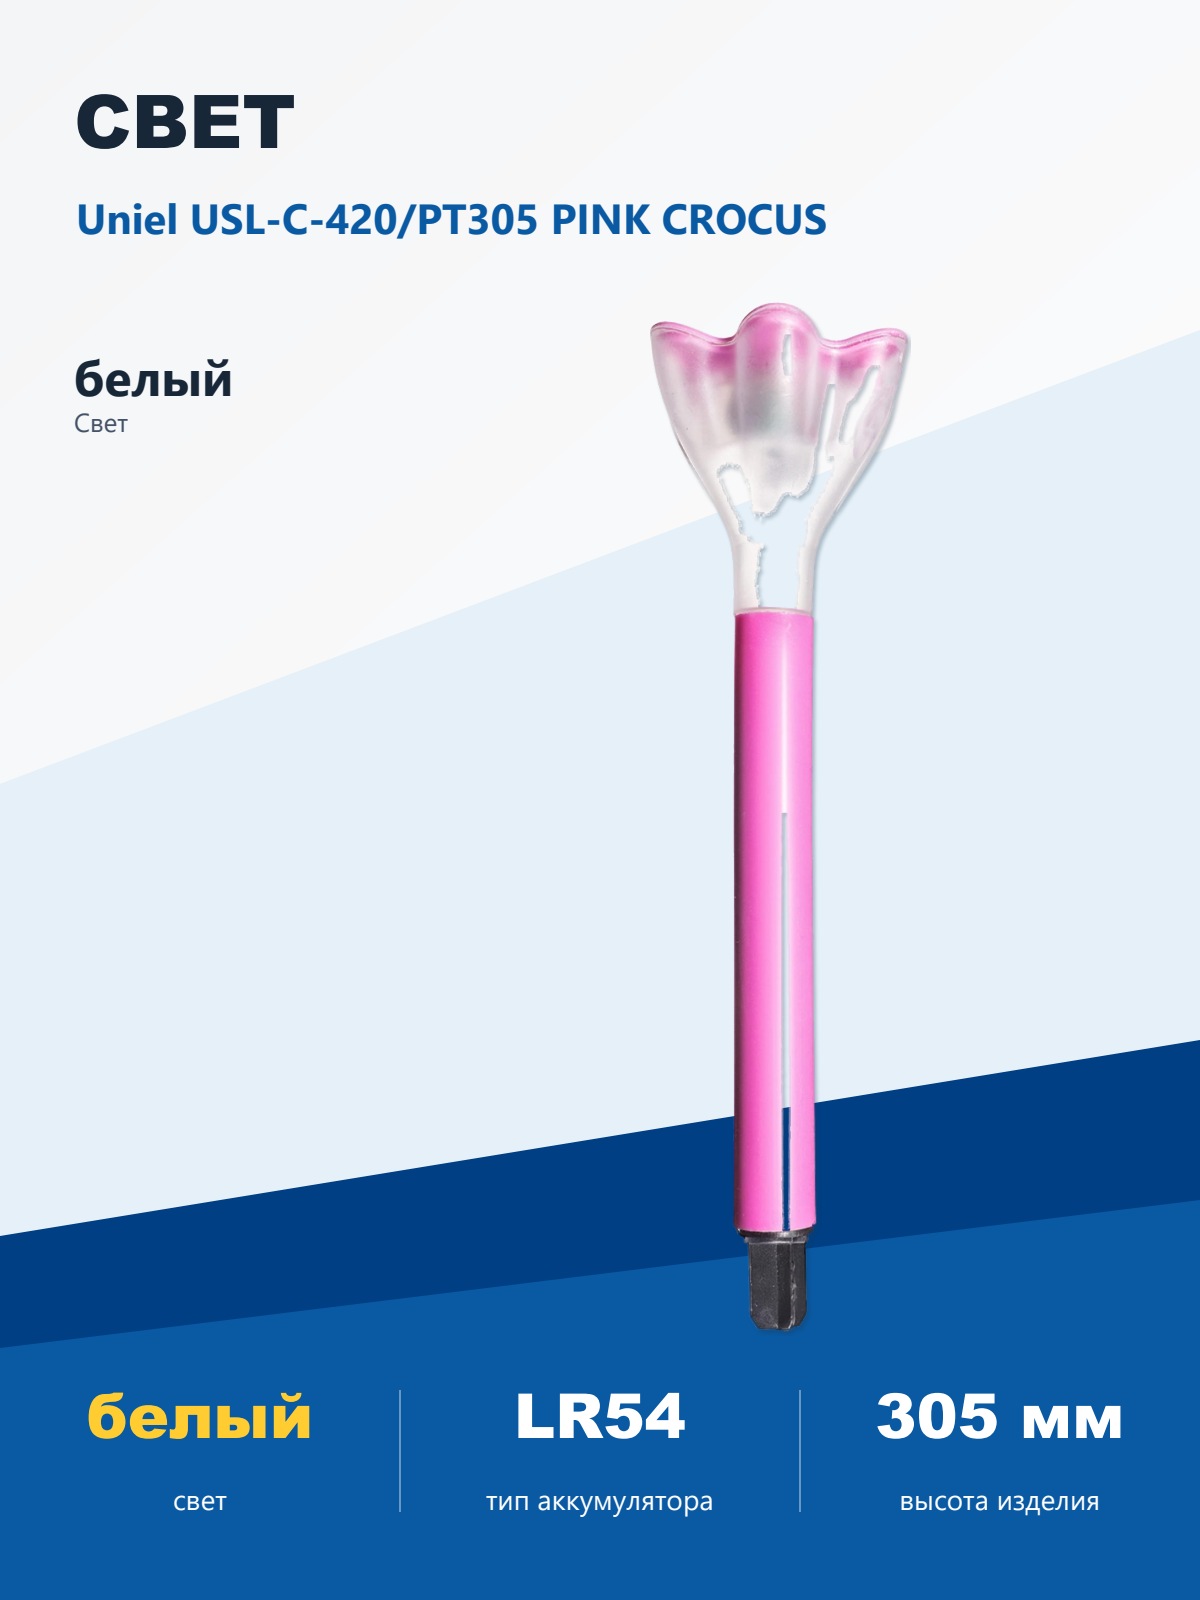 СВЕТ
Uniel USL-C-420/PT305 PINK CROCUS
белый
Свет
белый
свет
LR54
тип аккумулятора
305 мм
высота изделия